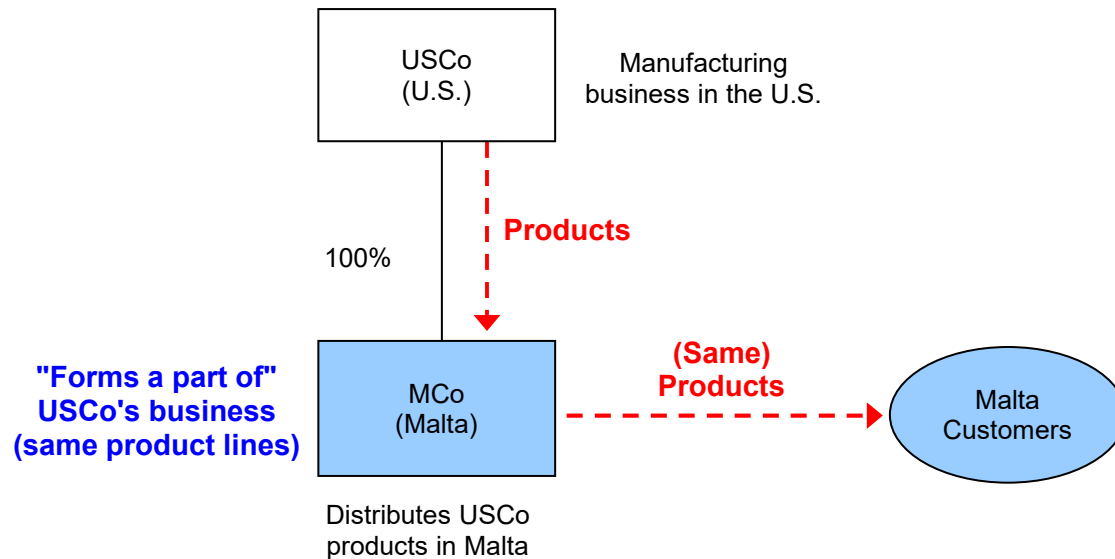 USCo
(U.S.)
Manufacturing
business in the U.S.
Products
100%
"Forms a part of"
USCo's business
(same product lines)
MCo
(Malta)
(Same)
Products
Malta
Customers
Distributes USCo
products in Malta